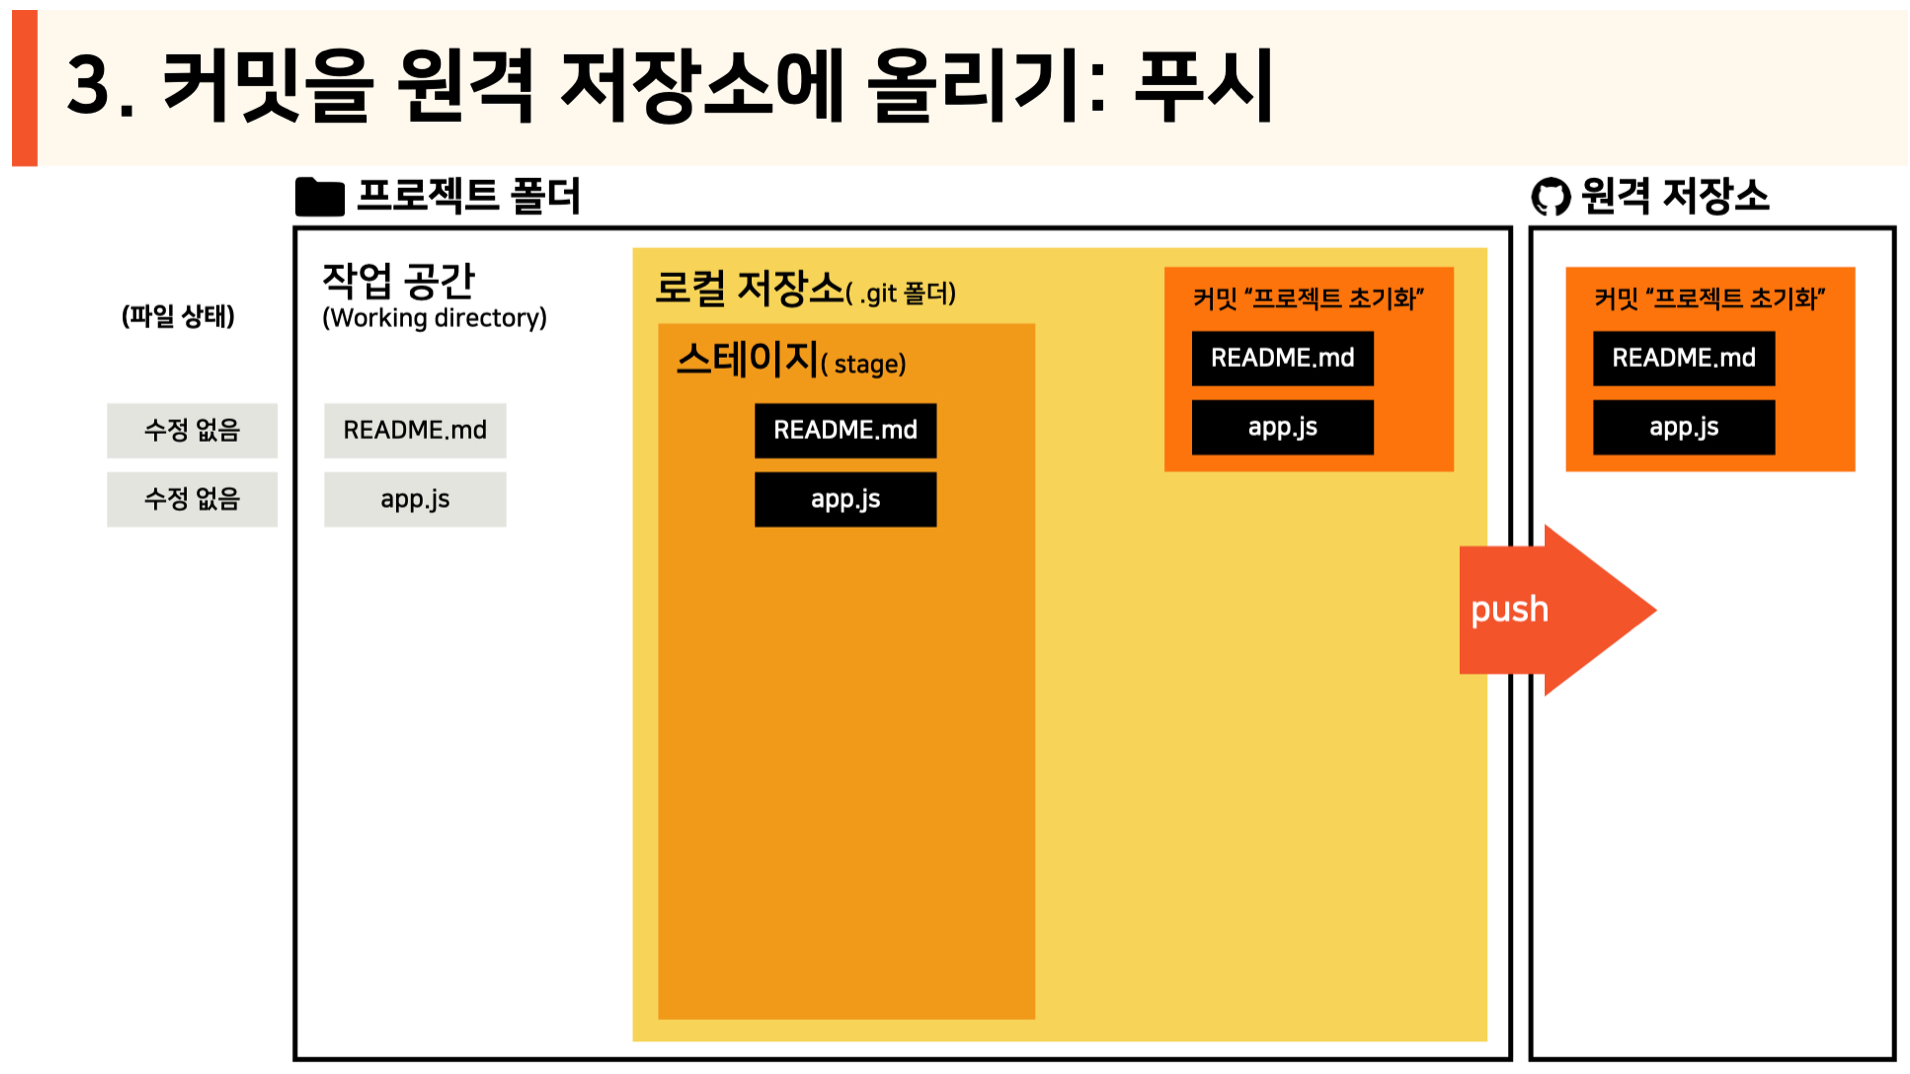 3. 커밋을 원격 저장소에 올리기: 푸시
프로젝트 폴더
원격 저장소
(파일 상태)
수정 없음
수정 없음
작업 공간
(Working directory)
README.md
app.js
로컬 저장소( .git 폴더)
스테이지( stage)
README.md
app.js
커밋 “프로젝트 초기화”
README.md
app.js
push
커밋 “프로젝트 초기화”
README.md
app.js